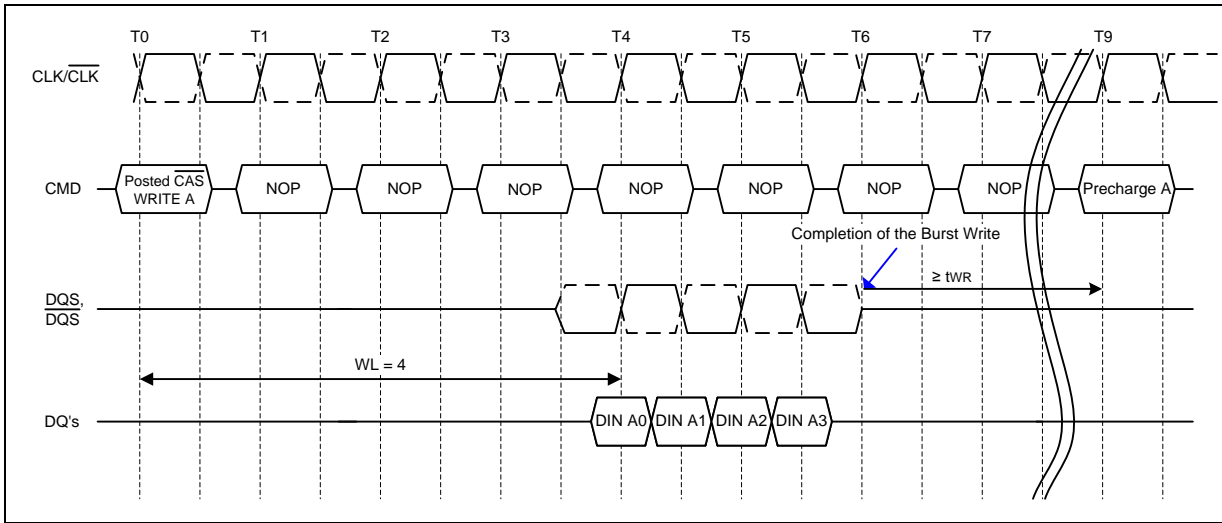 T0 T1 T2 T3 T4 T5 T6 T7 T9
CLK/CLK
CMD
Posted CAS
WRITE A
NOP NOP NOP NOP NOP NOP NOP Precharge A
Completion of the Burst Write
≥ tWR
DQS,
DQS
WL = 4
DQ's DIN A0 DIN A1 DIN A2 DIN A3